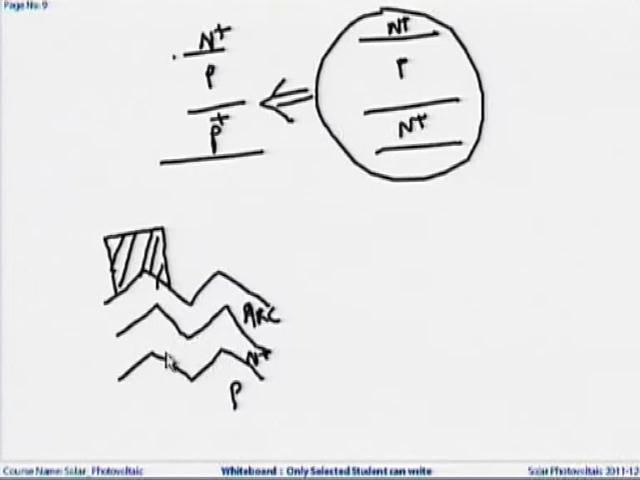 Page No: 9
N+
P
P+
N+
P
N+
ARC
N+
P
Course Name: Solar_Photovoltaic
Whiteboard : Only Selected Student can write
Solar Photovoltaic 2011-12